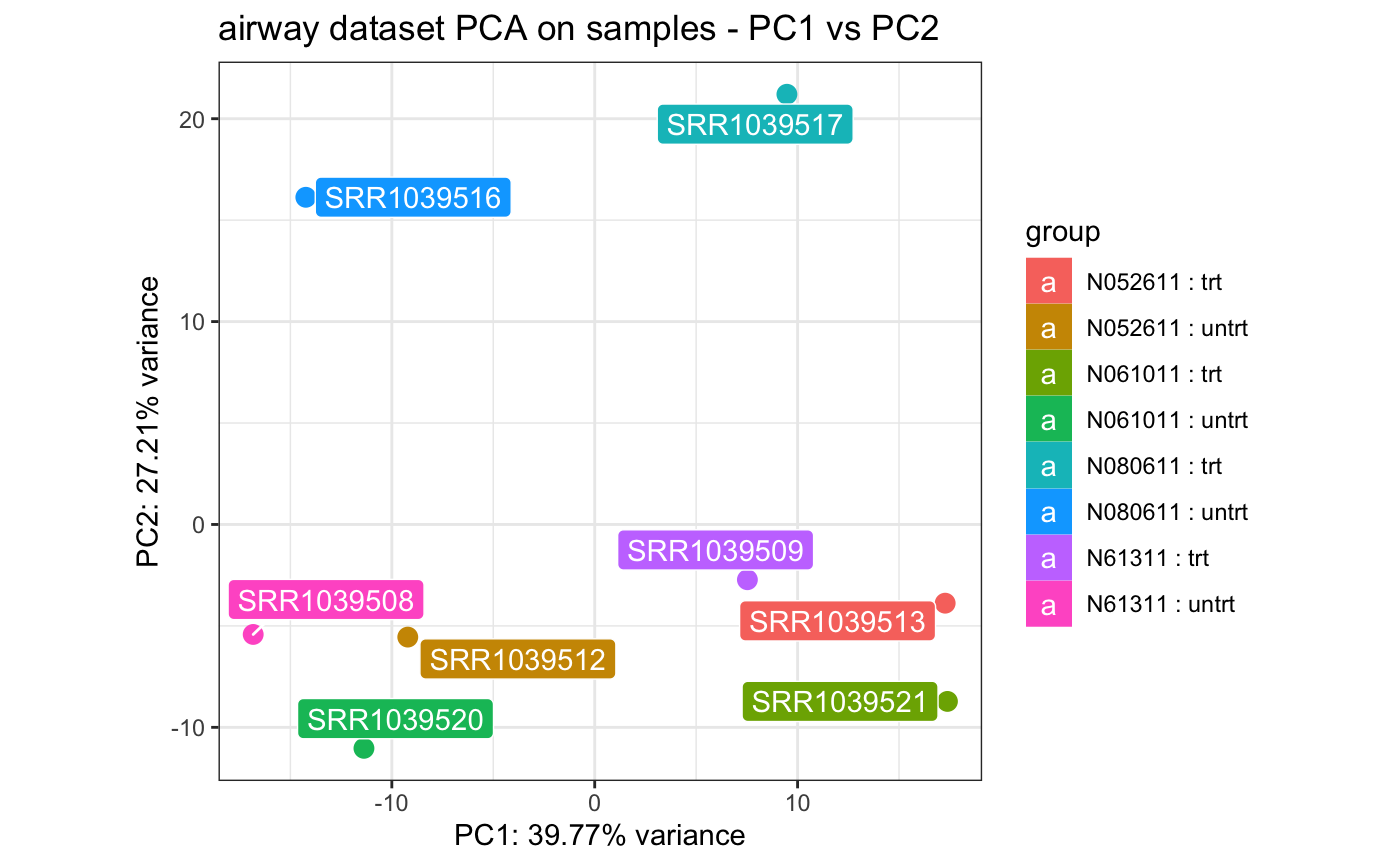 airway dataset PCA on samples - PC1 vs PC2
20
10
0
-10
PC2: 27.21% variance
SRR1039517
SRR1039516
SRR1039509
SRR1039508
SRR1039513
SRR1039512
SRR1039521
SRR1039520
-10
0
10
PC1: 39.77% variance
group
a N052611 : trt
a N052611 : untrt
a N061011 : trt
a N061011 : untrt
a N080611 : trt
a N080611 : untrt
a N61311 : trt
a N61311 : untrt